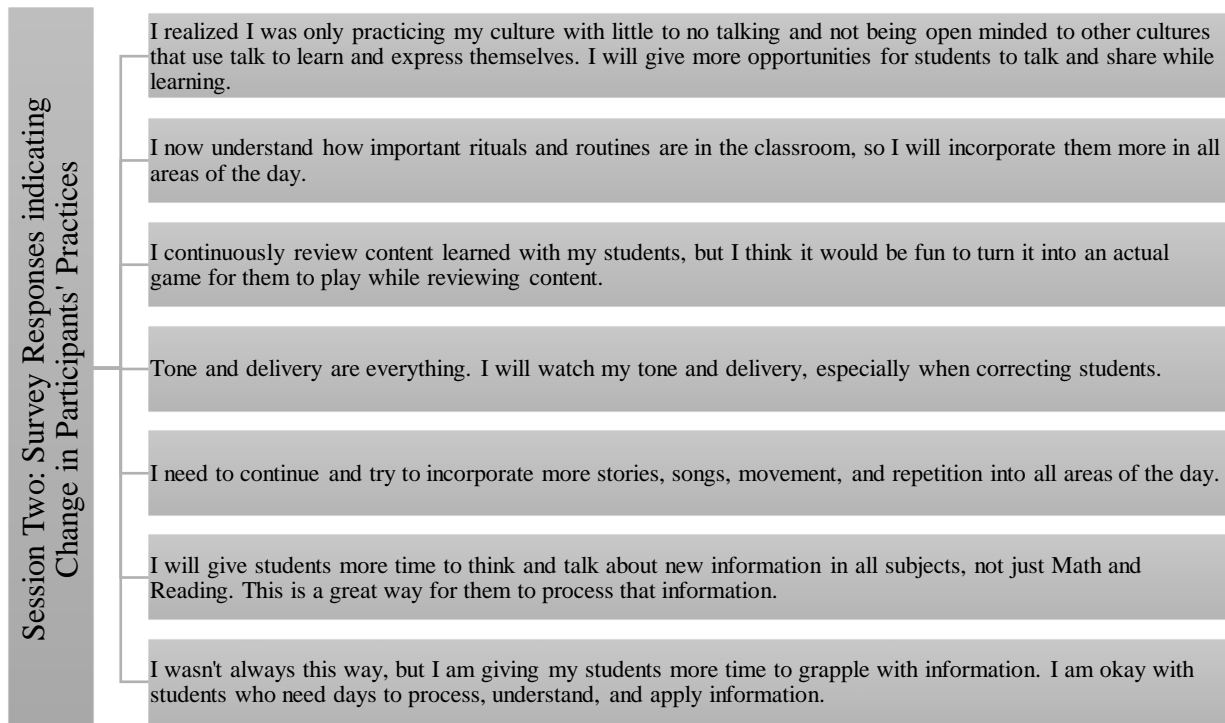 Session Two: Survey Responses indicating
Change in Participants' Practices
I realized I was only practicing my culture with little to no talking and not being open minded to other cultures
that use talk to learn and express themselves. I will give more opportunities for students to talk and share while
learning.
I now understand how important rituals and routines are in the classroom, so I will incorporate them more in all
areas of the day.
I continuously review content learned with my students, but I think it would be fun to turn it into an actual
game for them to play while reviewing content.
Tone and delivery are everything. I will watch my tone and delivery, especially when correcting students.
I need to continue and try to incorporate more stories, songs, movement, and repetition into all areas of the day.
I will give students more time to think and talk about new information in all subjects, not just Math and
Reading. This is a great way for them to process that information.
I wasn't always this way, but I am giving my students more time to grapple with information. I am okay with
students who need days to process, understand, and apply information.